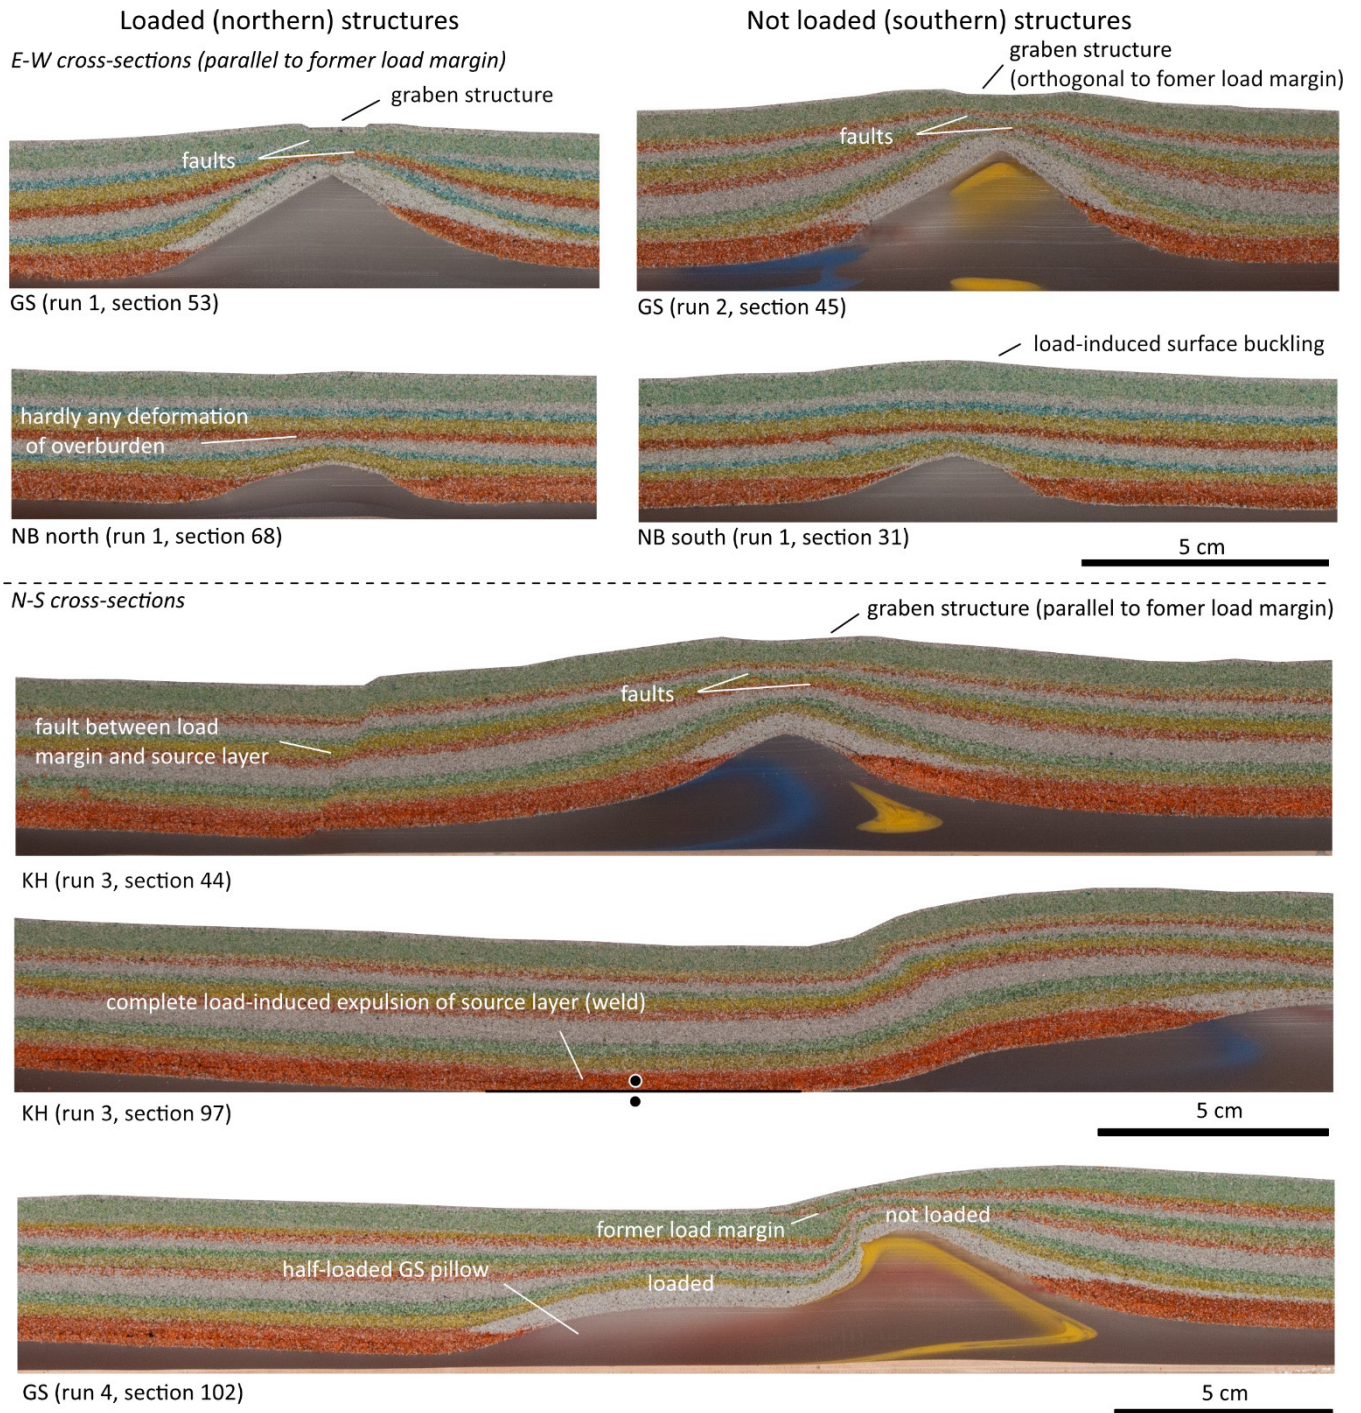 Loaded (northern) structures
Not loaded (southern) structures
E-W cross-sections (parallel to former load margin)
graben structure
graben structure
(orthogonal to fomer load margin)
faults
faults
GS (run 1, section 53)
GS (run 2, section 45)
load-induced surface buckling
hardly any deformation
of overburden
NB north (run 1, section 68)
NB south (run 1, section 31)
5 cm
N-S cross-sections
graben structure (parallel to fomer load margin)
faults
fault between load
margin and source layer
KH (run 3, section 44)
complete load-induced expulsion of source layer (weld)
KH (run 3, section 97)
5 cm
former load margin
not loaded
half-loaded GS pillow
loaded
GS (run 4, section 102)
5 cm